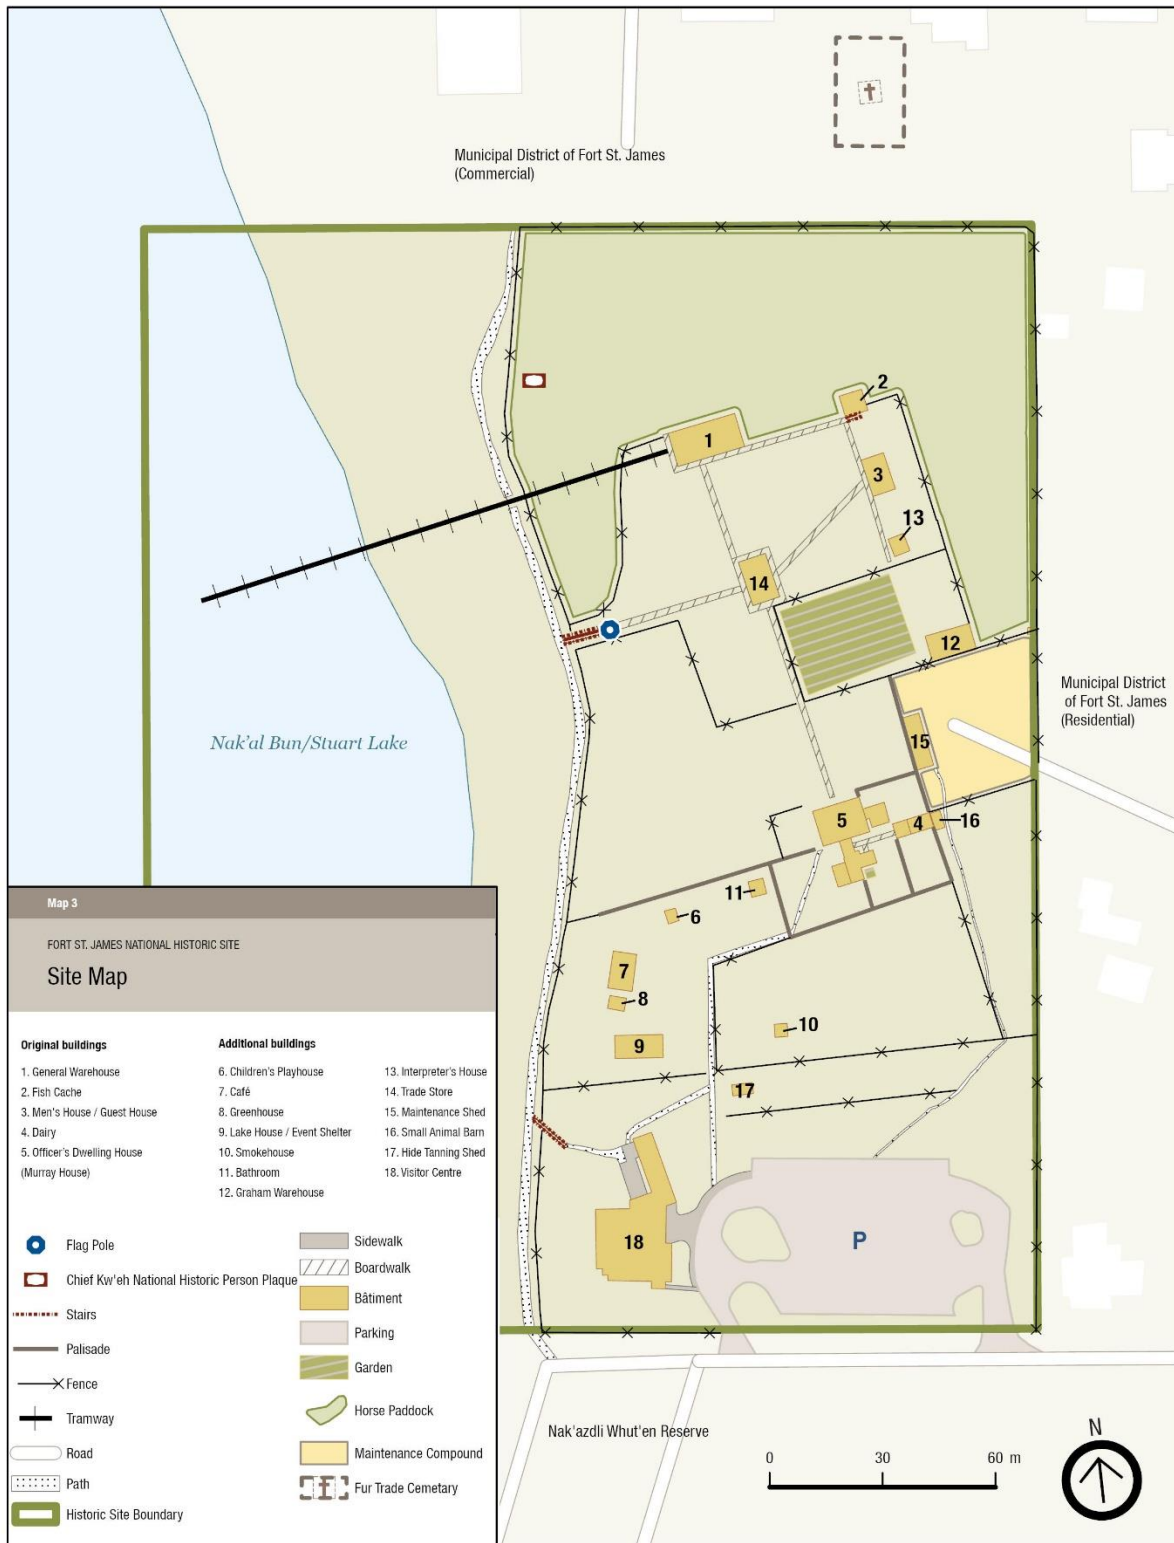 Municipal District of Fort St. James
(Commercial)
2
1
3
13
14
12
Municipal District
of Fort St. James
(Residential)
Nak'al Bun/Stuart Lake
15
5
4
16
11
6
7
8
10
9
17
18
P
Map 3
FORT ST. JAMES NATIONAL HISTORIC SITE
Site Map
Original buildings
1. General Warehouse
2. Fish Cache
3. Men's House / Guest House
4. Dairy
5. Officer's Dwelling House
(Murray House)
Additional buildings
6. Children's Playhouse
7. Café
8. Greenhouse
9. Lake House / Event Shelter
10. Smokehouse
11. Bathroom
12. Graham Warehouse
13. Interpreter's House
14. Trade Store
15. Maintenance Shed
16. Small Animal Barn
17. Hide Tanning Shed
18. Visitor Centre
Flag Pole
Chief Kw'eh National Historic Person Plaque
Stairs
Palisade
Fence
Tramway
Road
Path
Historic Site Boundary
Sidewalk
Boardwalk
Bâtiment
Parking
Garden
Horse Paddock
Maintenance Compound
Fur Trade Cemetary
Nak'azdli Whut'en Reserve
0 30 60 m
N